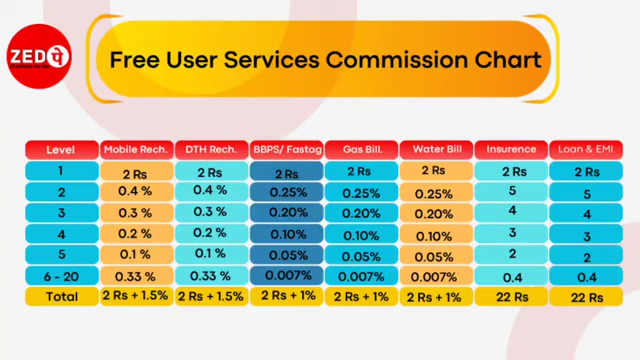 ZEDपे
Free User Services Commission Chart
Level Mobile Rech. DTH Rech. BBPS/ Fastag Gas Bill. Water Bill Insurence Loan & EMI
1 2 Rs 2 Rs 2 Rs 2 Rs 2 Rs 2 Rs 2 Rs
2 0.4 % 0.4 % 0.25% 0.25% 0.25% 5 5
3 0.3 % 0.3 % 0.20% 0.20% 0.20% 4 4
4 0.2 % 0.2 % 0.10% 0.10% 0.10% 3 3
5 0.1 % 0.1 % 0.05% 0.05% 0.05% 2 2
6 - 20 0.33 % 0.33 % 0.007% 0.007% 0.007% 0.4 0.4
Total 2 Rs + 1.5% 2 Rs + 1.5% 2 Rs + 1% 2 Rs + 1% 2 Rs + 1% 22 Rs 22 Rs